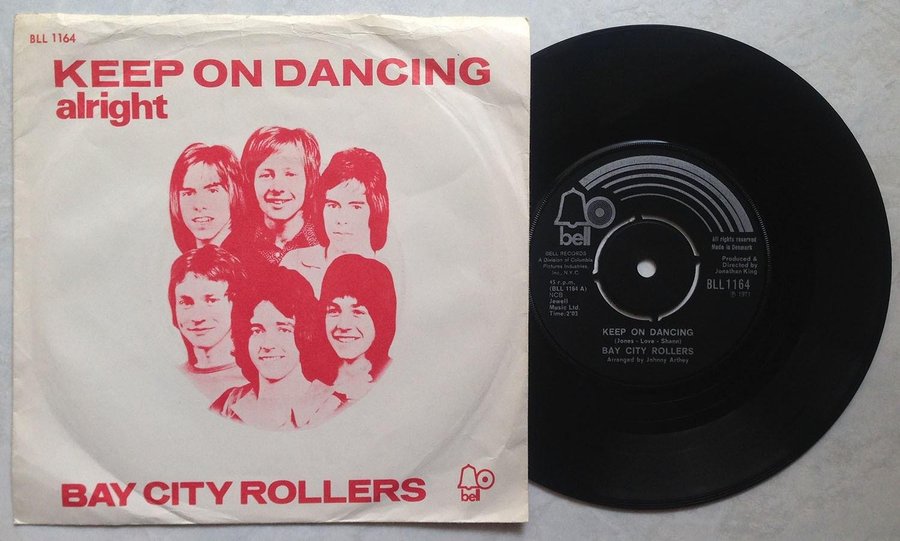 BLL 1164
KEEP ON DANCING
alright
BAY CITY ROLLERS
bell
bell
BELL RECORDS
A Division of Columbia
Pictures Industries,
Inc., N.Y.C.
45 r.p.m.
(BLL 1164 A)
NCB
Jewell
Music Ltd.
Time: 2'03
All rights reserved
Made in Denmark
Produced &
Directed by
Jonathan King
BLL 1164
℗ 1971
KEEP ON DANCING
(Jones - Love - Shann)
BAY CITY ROLLERS
Arranged by Johnny Arthey